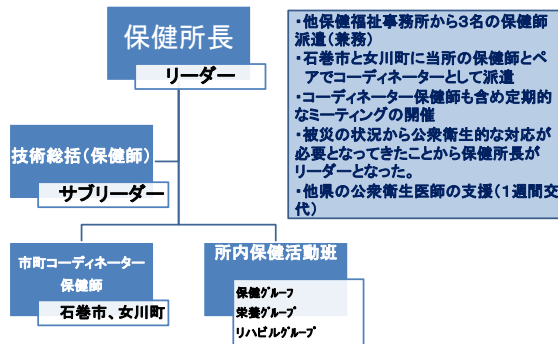 保健所長
リーダー
技術総括（保健師）
サブリーダー
市町コーディネーター
保健師
石巻市、女川町
所内保健活動班
保健グループ
栄養グループ
リハビルグループ
・他保健福祉事務所から３名の保健師
派遣（兼務）
・石巻市と女川町に当所の保健師とペ
アでコーディネーターとして派遣
・コーディネーター保健師も含め定期的
なミーティングの開催
・被災の状況から公衆衛生的な対応が
必要となってきたことから保健所長が
リーダーとなった。
・他県の公衆衛生医師の支援（１週間交
代）